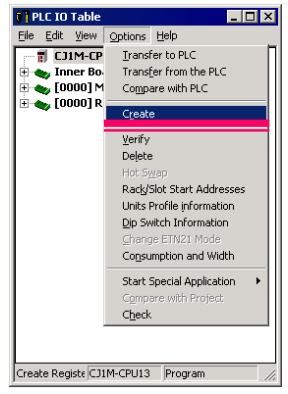 PLC IO Table
File Edit View Options Help
CJ1M-CP
Inner Bo
[0000] M
[0000] R
Transfer to PLC
Transfer from the PLC
Compare with PLC
Create
Verify
Delete
Hot Swap
Rack/Slot Start Addresses
Units Profile information
Dip Switch Information
Change ETN21 Mode
Consumption and Width
Start Special Application
Compare with Project
Check
Create Registe CJ1M-CPU13 Program